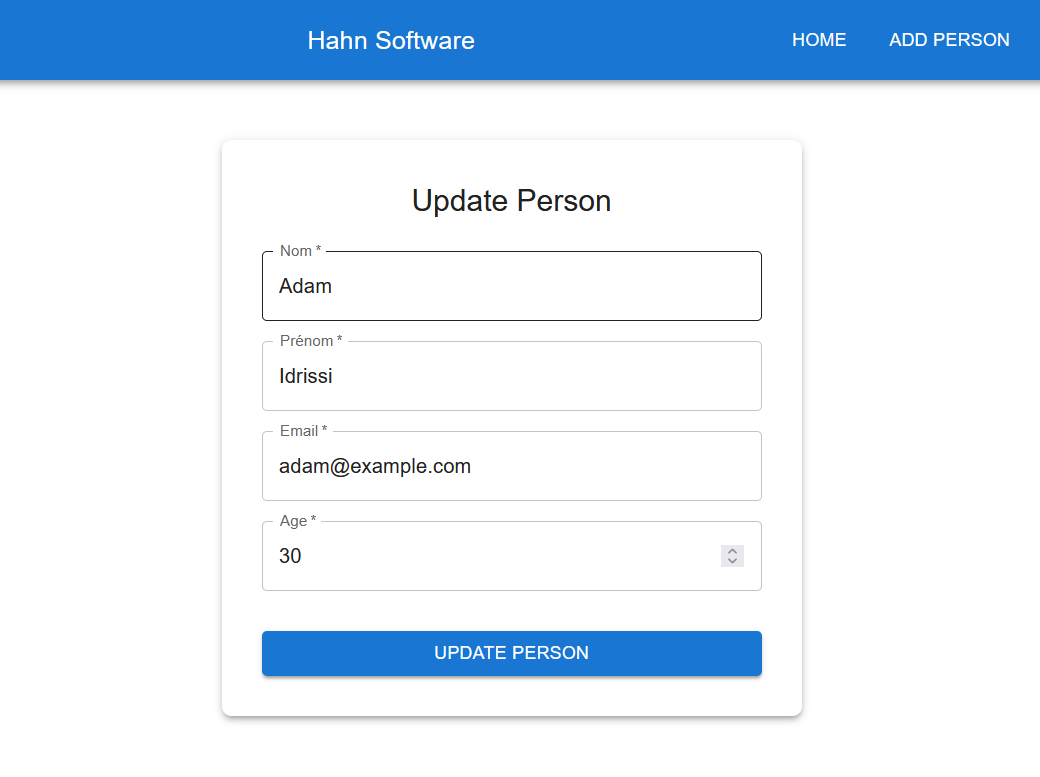 Hahn Software
HOME
ADD PERSON
Update Person
Nom *
Adam
Prénom *
Idrissi
Email *
adam@example.com
Age *
30
UPDATE PERSON